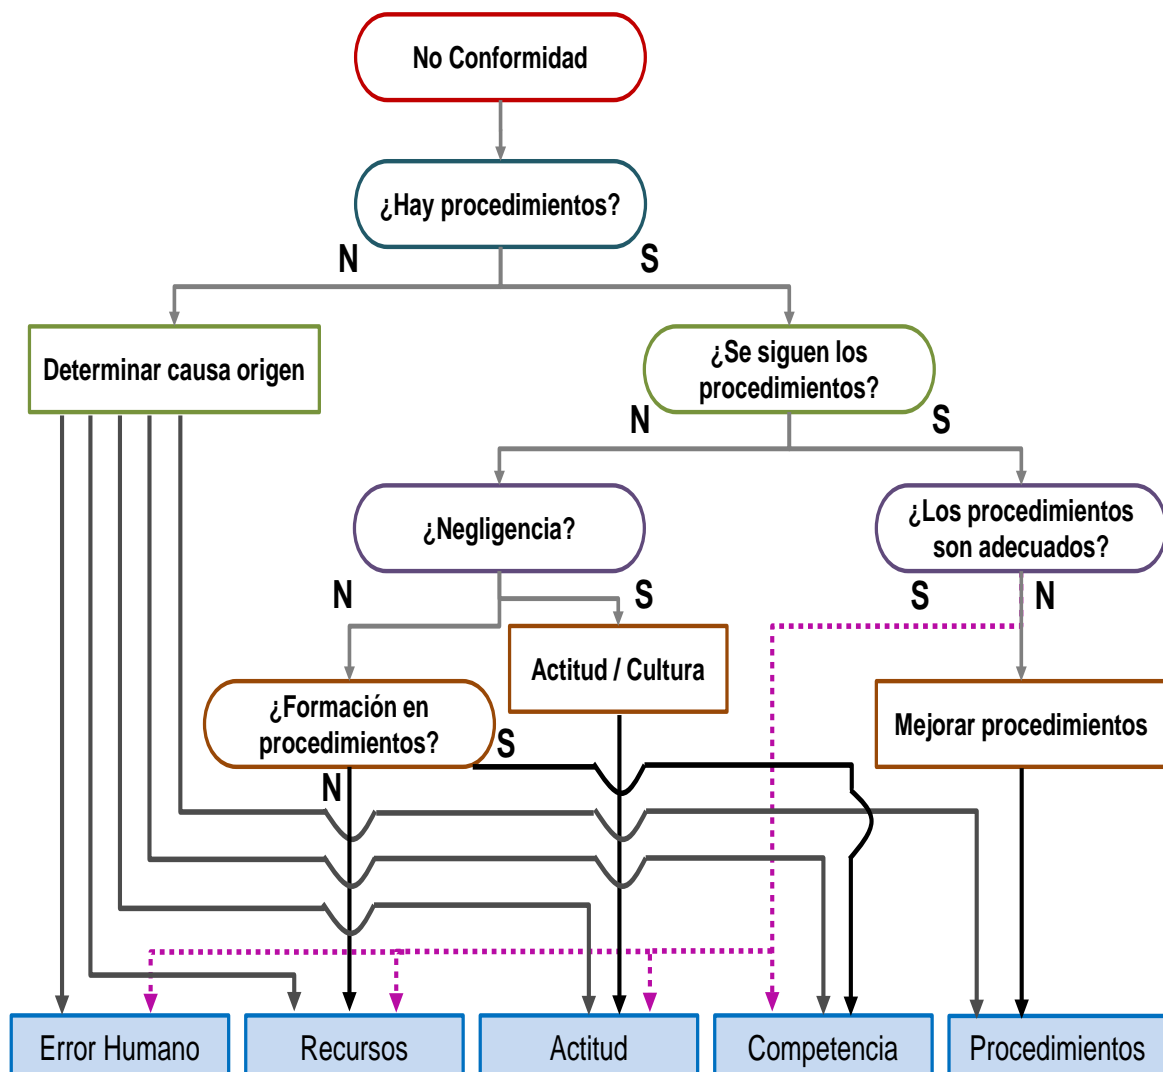 No Conformidad
¿Hay procedimientos?
N
S
Determinar causa origen
¿Se siguen los
procedimientos?
N
S
¿Negligencia?
¿Los procedimientos
son adecuados?
N
S
S
N
Actitud / Cultura
¿Formación en
procedimientos?
S
N
Mejorar procedimientos
Error Humano
Recursos
Actitud
Competencia
Procedimientos